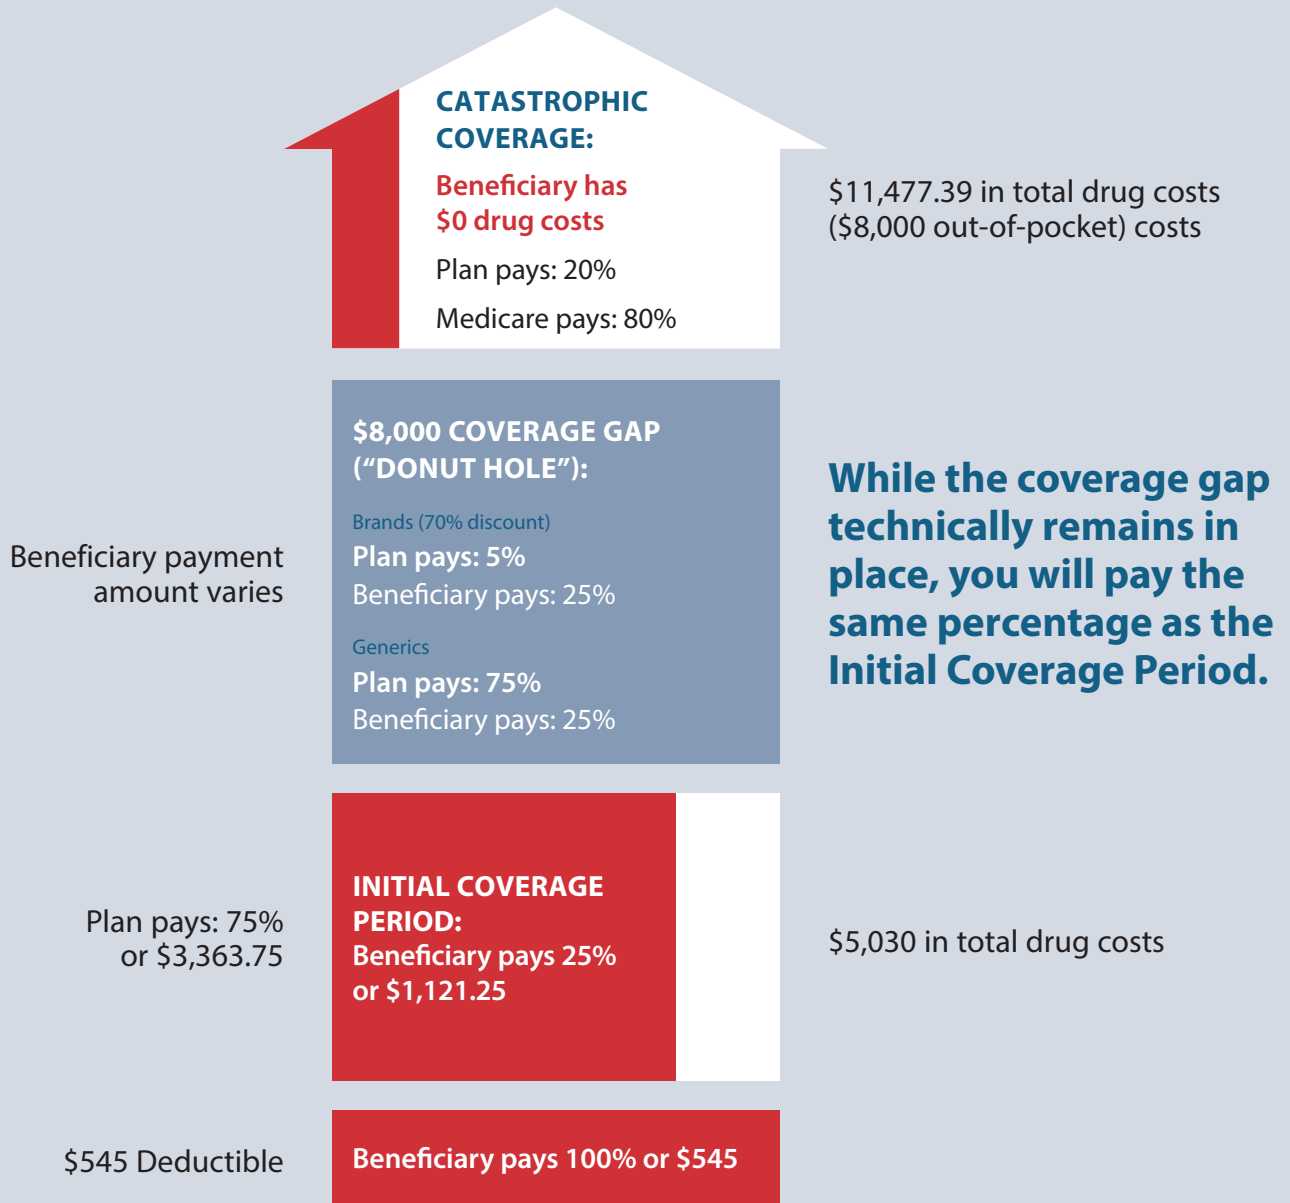 CATASTROPHIC
COVERAGE:
Beneficiary has
$0 drug costs
Plan pays: 20%
Medicare pays: 80%
$11,477.39 in total drug costs
($8,000 out-of-pocket) costs
Beneficiary payment
amount varies
$8,000 COVERAGE GAP
(“DONUT HOLE”):
Brands (70% discount)
Plan pays: 5%
Beneficiary pays: 25%
Generics
Plan pays: 75%
Beneficiary pays: 25%
While the coverage gap
technically remains in
place, you will pay the
same percentage as the
Initial Coverage Period.
Plan pays: 75%
or $3,363.75
INITIAL COVERAGE
PERIOD:
Beneficiary pays 25%
or $1,121.25
$5,030 in total drug costs
$545 Deductible
Beneficiary pays 100% or $545